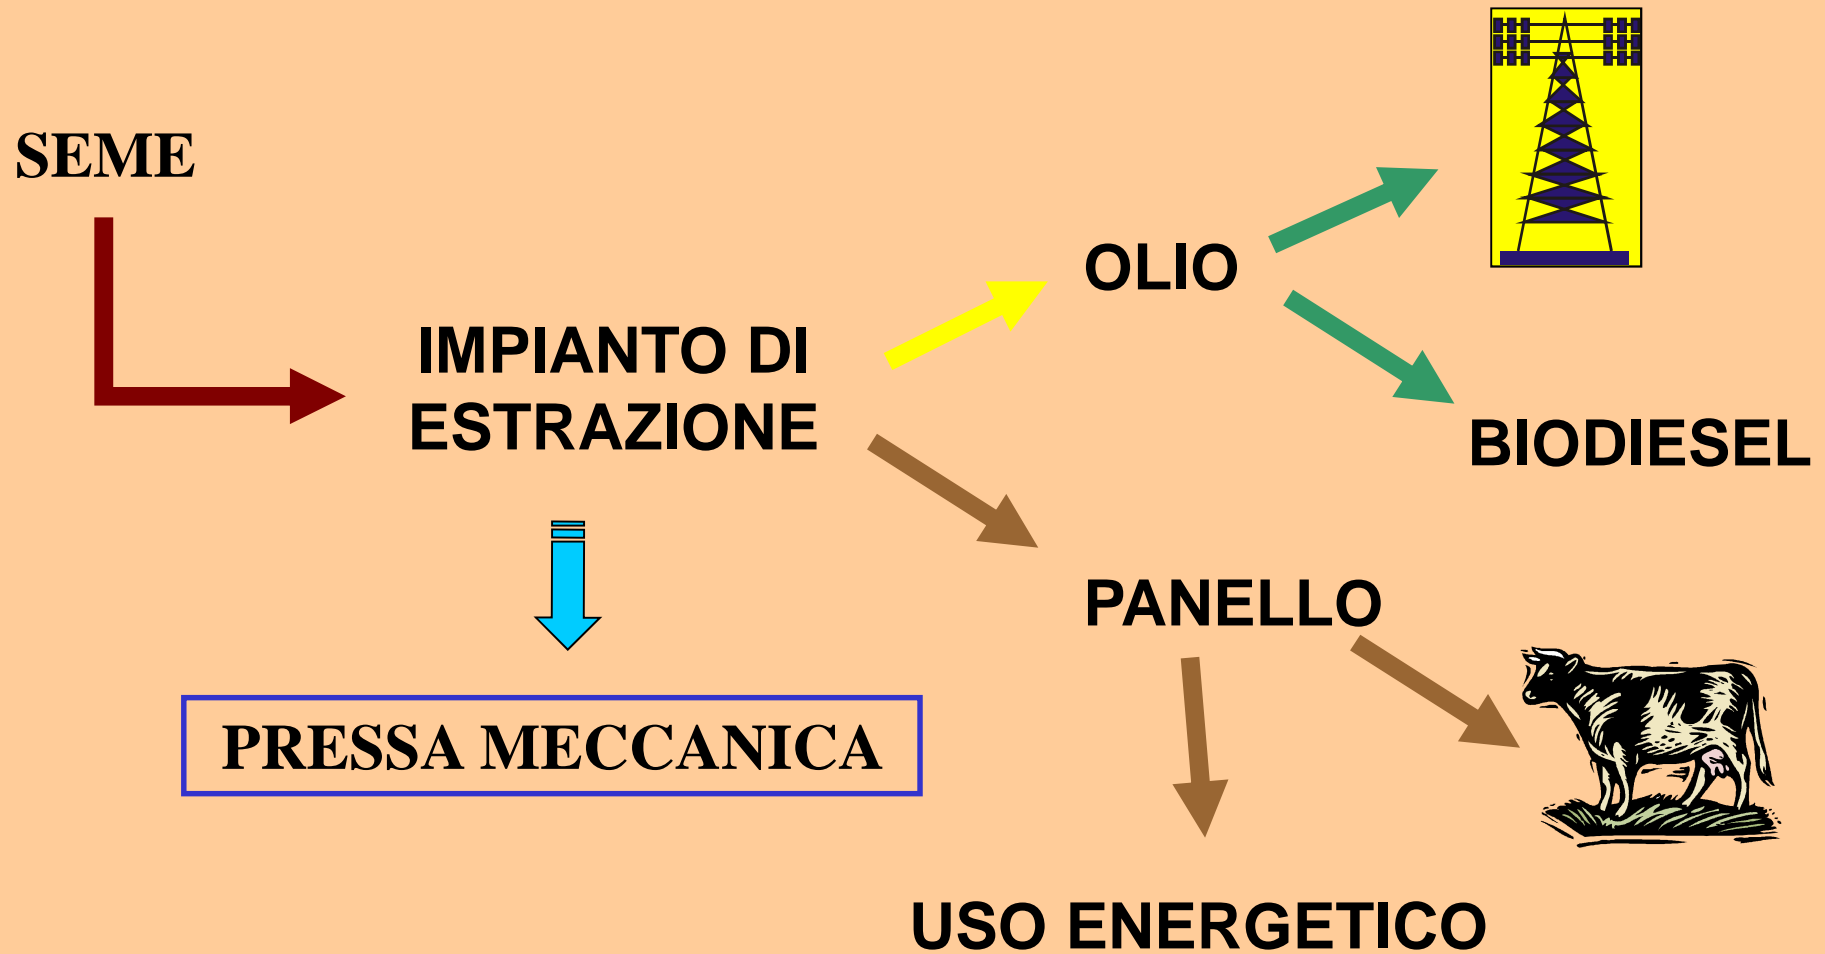 SEME
IMPIANTO DI
ESTRAZIONE
PRESSA MECCANICA
OLIO
BIODIESEL
PANELLO
USO ENERGETICO